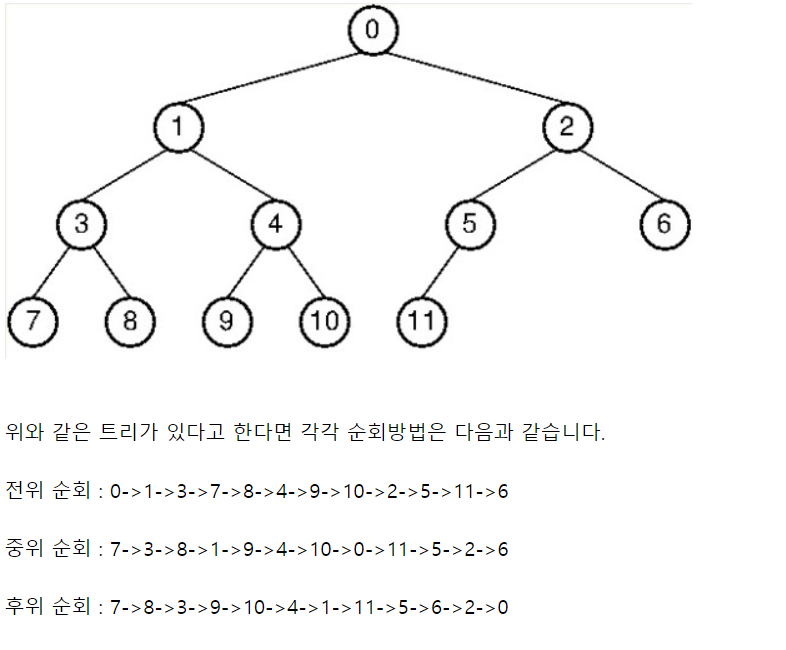 0
1 2
3 4 5 6
7 8 9 10 11
위와 같은 트리가 있다고 한다면 각각 순회방법은 다음과 같습니다.
전위 순회 : 0->1->3->7->8->4->9->10->2->5->11->6
중위 순회 : 7->3->8->1->9->4->10->0->11->5->2->6
후위 순회 : 7->8->3->9->10->4->1->11->5->6->2->0